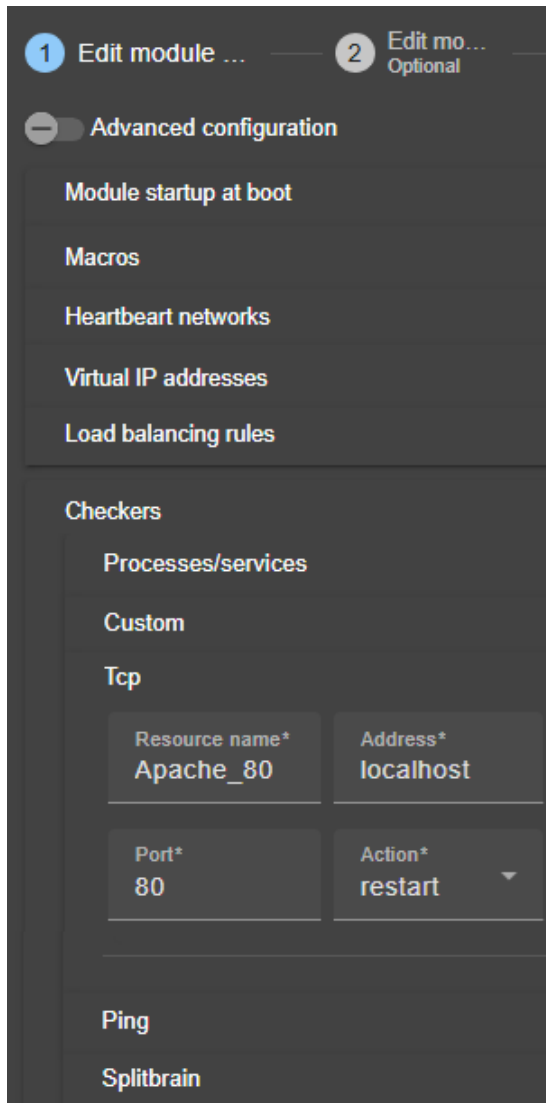 1 Edit module ... 2 Edit mo...
Optional
Advanced configuration
Module startup at boot
Macros
Heartbeart networks
Virtual IP addresses
Load balancing rules
Checkers
Processes/services
Custom
Tcp
Resource name* Address*
Apache_80 localhost
Port* Action*
80 restart
Ping
Splitbrain